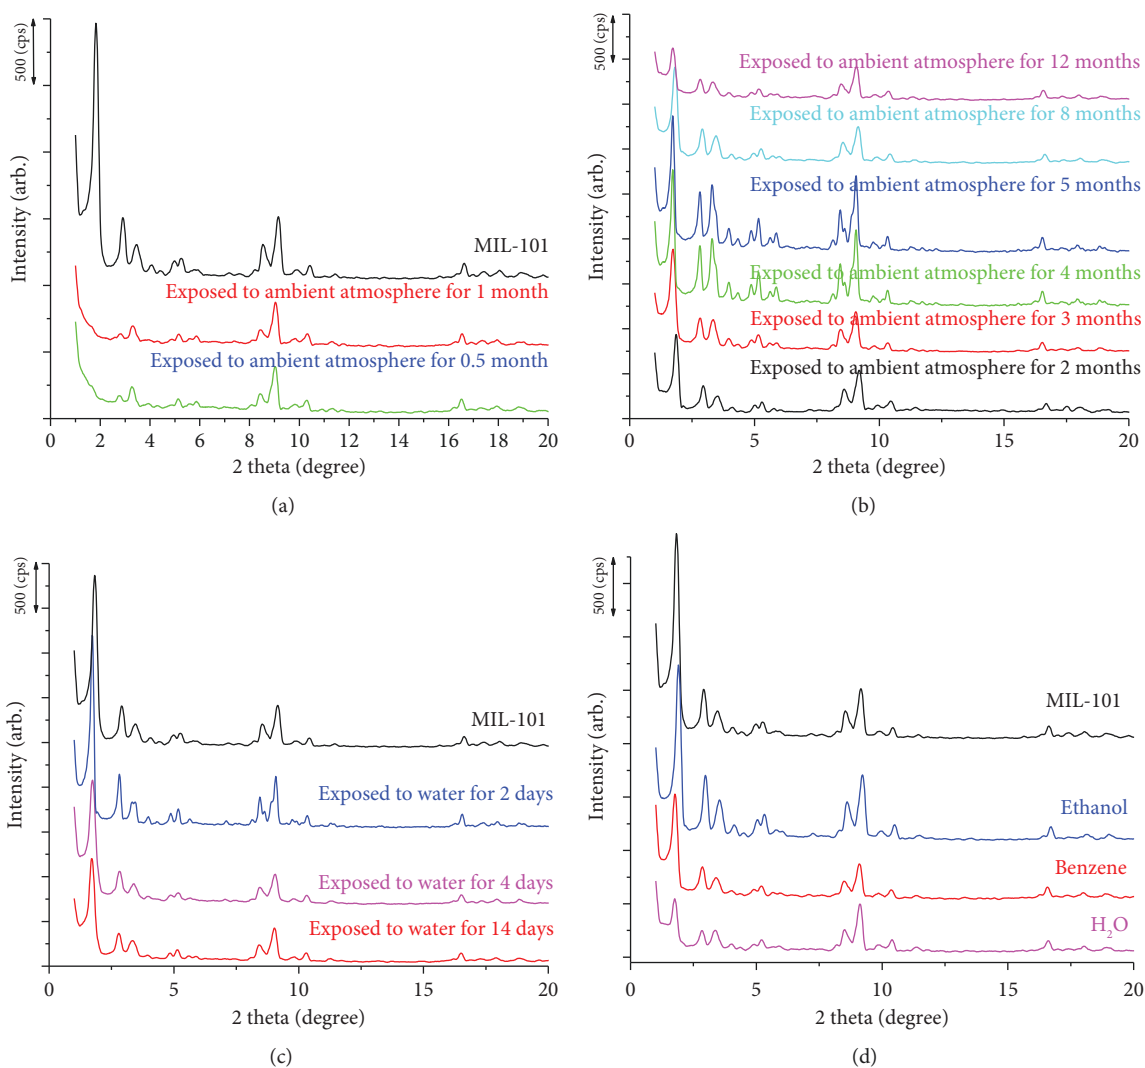 500 (cps)
Intensity (arb.)
MIL-101
Exposed to ambient atmosphere for 1 month
Exposed to ambient atmosphere for 0.5 month
0 2 4 6 8 10 12 14 16 18 20
2 theta (degree)
(a)
500 (cps)
Intensity (arb.)
Exposed to ambient atmosphere for 12 months
Exposed to ambient atmosphere for 8 months
Exposed to ambient atmosphere for 5 months
Exposed to ambient atmosphere for 4 months
Exposed to ambient atmosphere for 3 months
Exposed to ambient atmosphere for 2 months
0 5 10 15 20
2 theta (degree)
(b)
500 (cps)
Intensity (arb.)
MIL-101
Exposed to water for 2 days
Exposed to water for 4 days
Exposed to water for 14 days
0 5 10 15 20
2 theta (degree)
(c)
500 (cps)
Intensity (arb.)
MIL-101
Ethanol
Benzene
H₂O
0 5 10 15 20
2 theta (degree)
(d)